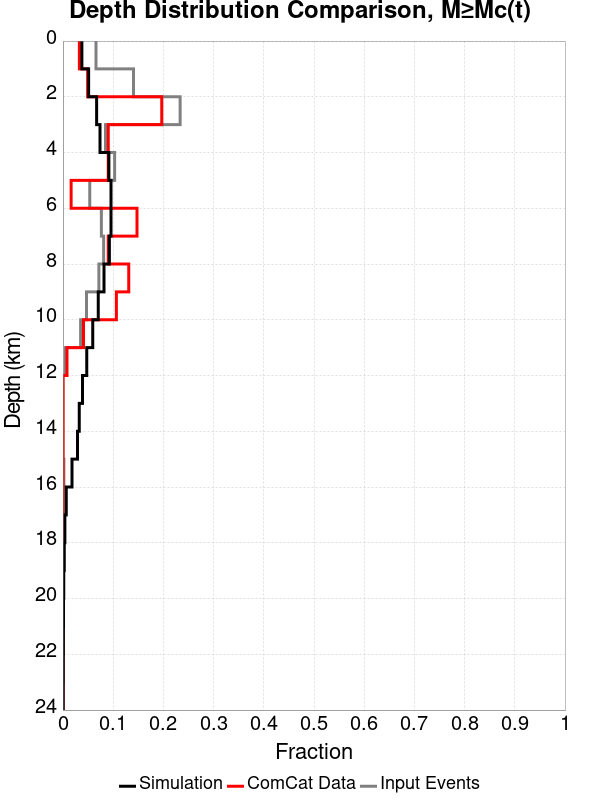 Depth Distribution Comparison, M≥Mc(t)
0
2
4
6
8
10
12
14
16
18
20
22
24
Depth (km)
0 0.1 0.2 0.3 0.4 0.5 0.6 0.7 0.8 0.9 1
Fraction
Simulation ComCat Data Input Events